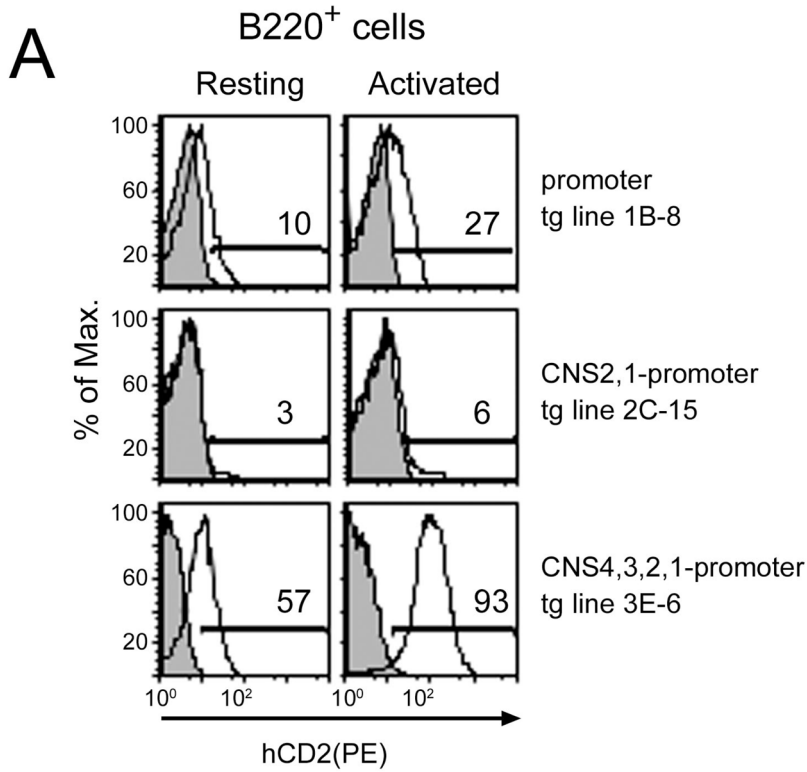 A
B220+ cells
Resting Activated
100
60
20
10
27
promoter
tg line 1B-8
% of Max.
100
60
20
3
6
CNS2,1-promoter
tg line 2C-15
100
60
20
57
93
CNS4,3,2,1-promoter
tg line 3E-6
10⁰ 10² 10⁰ 10²
hCD2(PE)